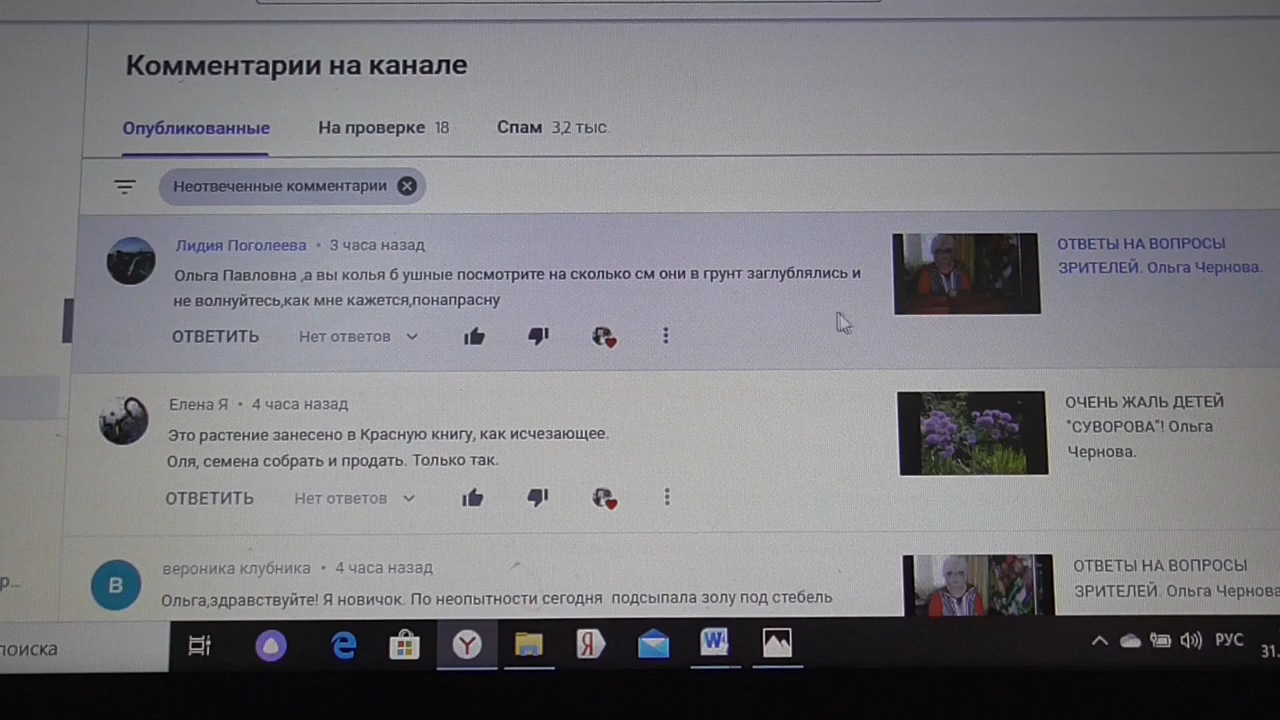 Комментарии на канале
Опубликованные На проверке 18 Спам 3,2 тыс.
Неотвеченные комментарии
Лидия Поголеева • 3 часа назад
Ольга Павловна ,а вы колья б ушные посмотрите на сколько см они в грунт заглублялись и
не волнуйтесь,как мне кажется,понапрасну
ОТВЕТИТЬ Нет ответов
ОТВЕТЫ НА ВОПРОСЫ
ЗРИТЕЛЕЙ. Ольга Чернова.
Елена Я • 4 часа назад
Это растение занесено в Красную книгу, как исчезающее.
Оля, семена собрать и продать. Только так.
ОТВЕТИТЬ Нет ответов
ОЧЕНЬ ЖАЛЬ ДЕТЕЙ
"СУВОРОВА"! Ольга
Чернова.
В
вероника клубника • 4 часа назад
Ольга,здравствуйте! Я новичок. По неопытности сегодня подсыпала золу под стебель
ОТВЕТЫ НА ВОПРОСЫ
ЗРИТЕЛЕЙ. Ольга Чернова
р...
поиска
Y
Я
W
РУС
31.